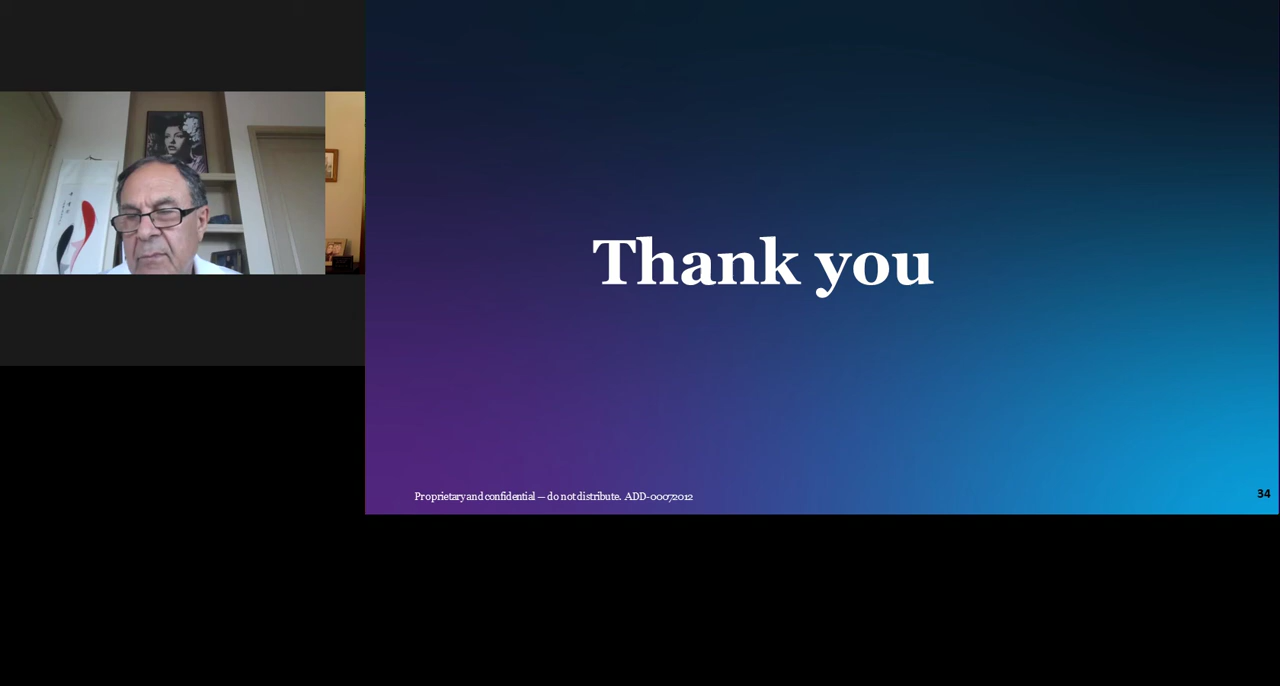 Thank you
Proprietary and confidential — do not distribute. ADD-00072012
34